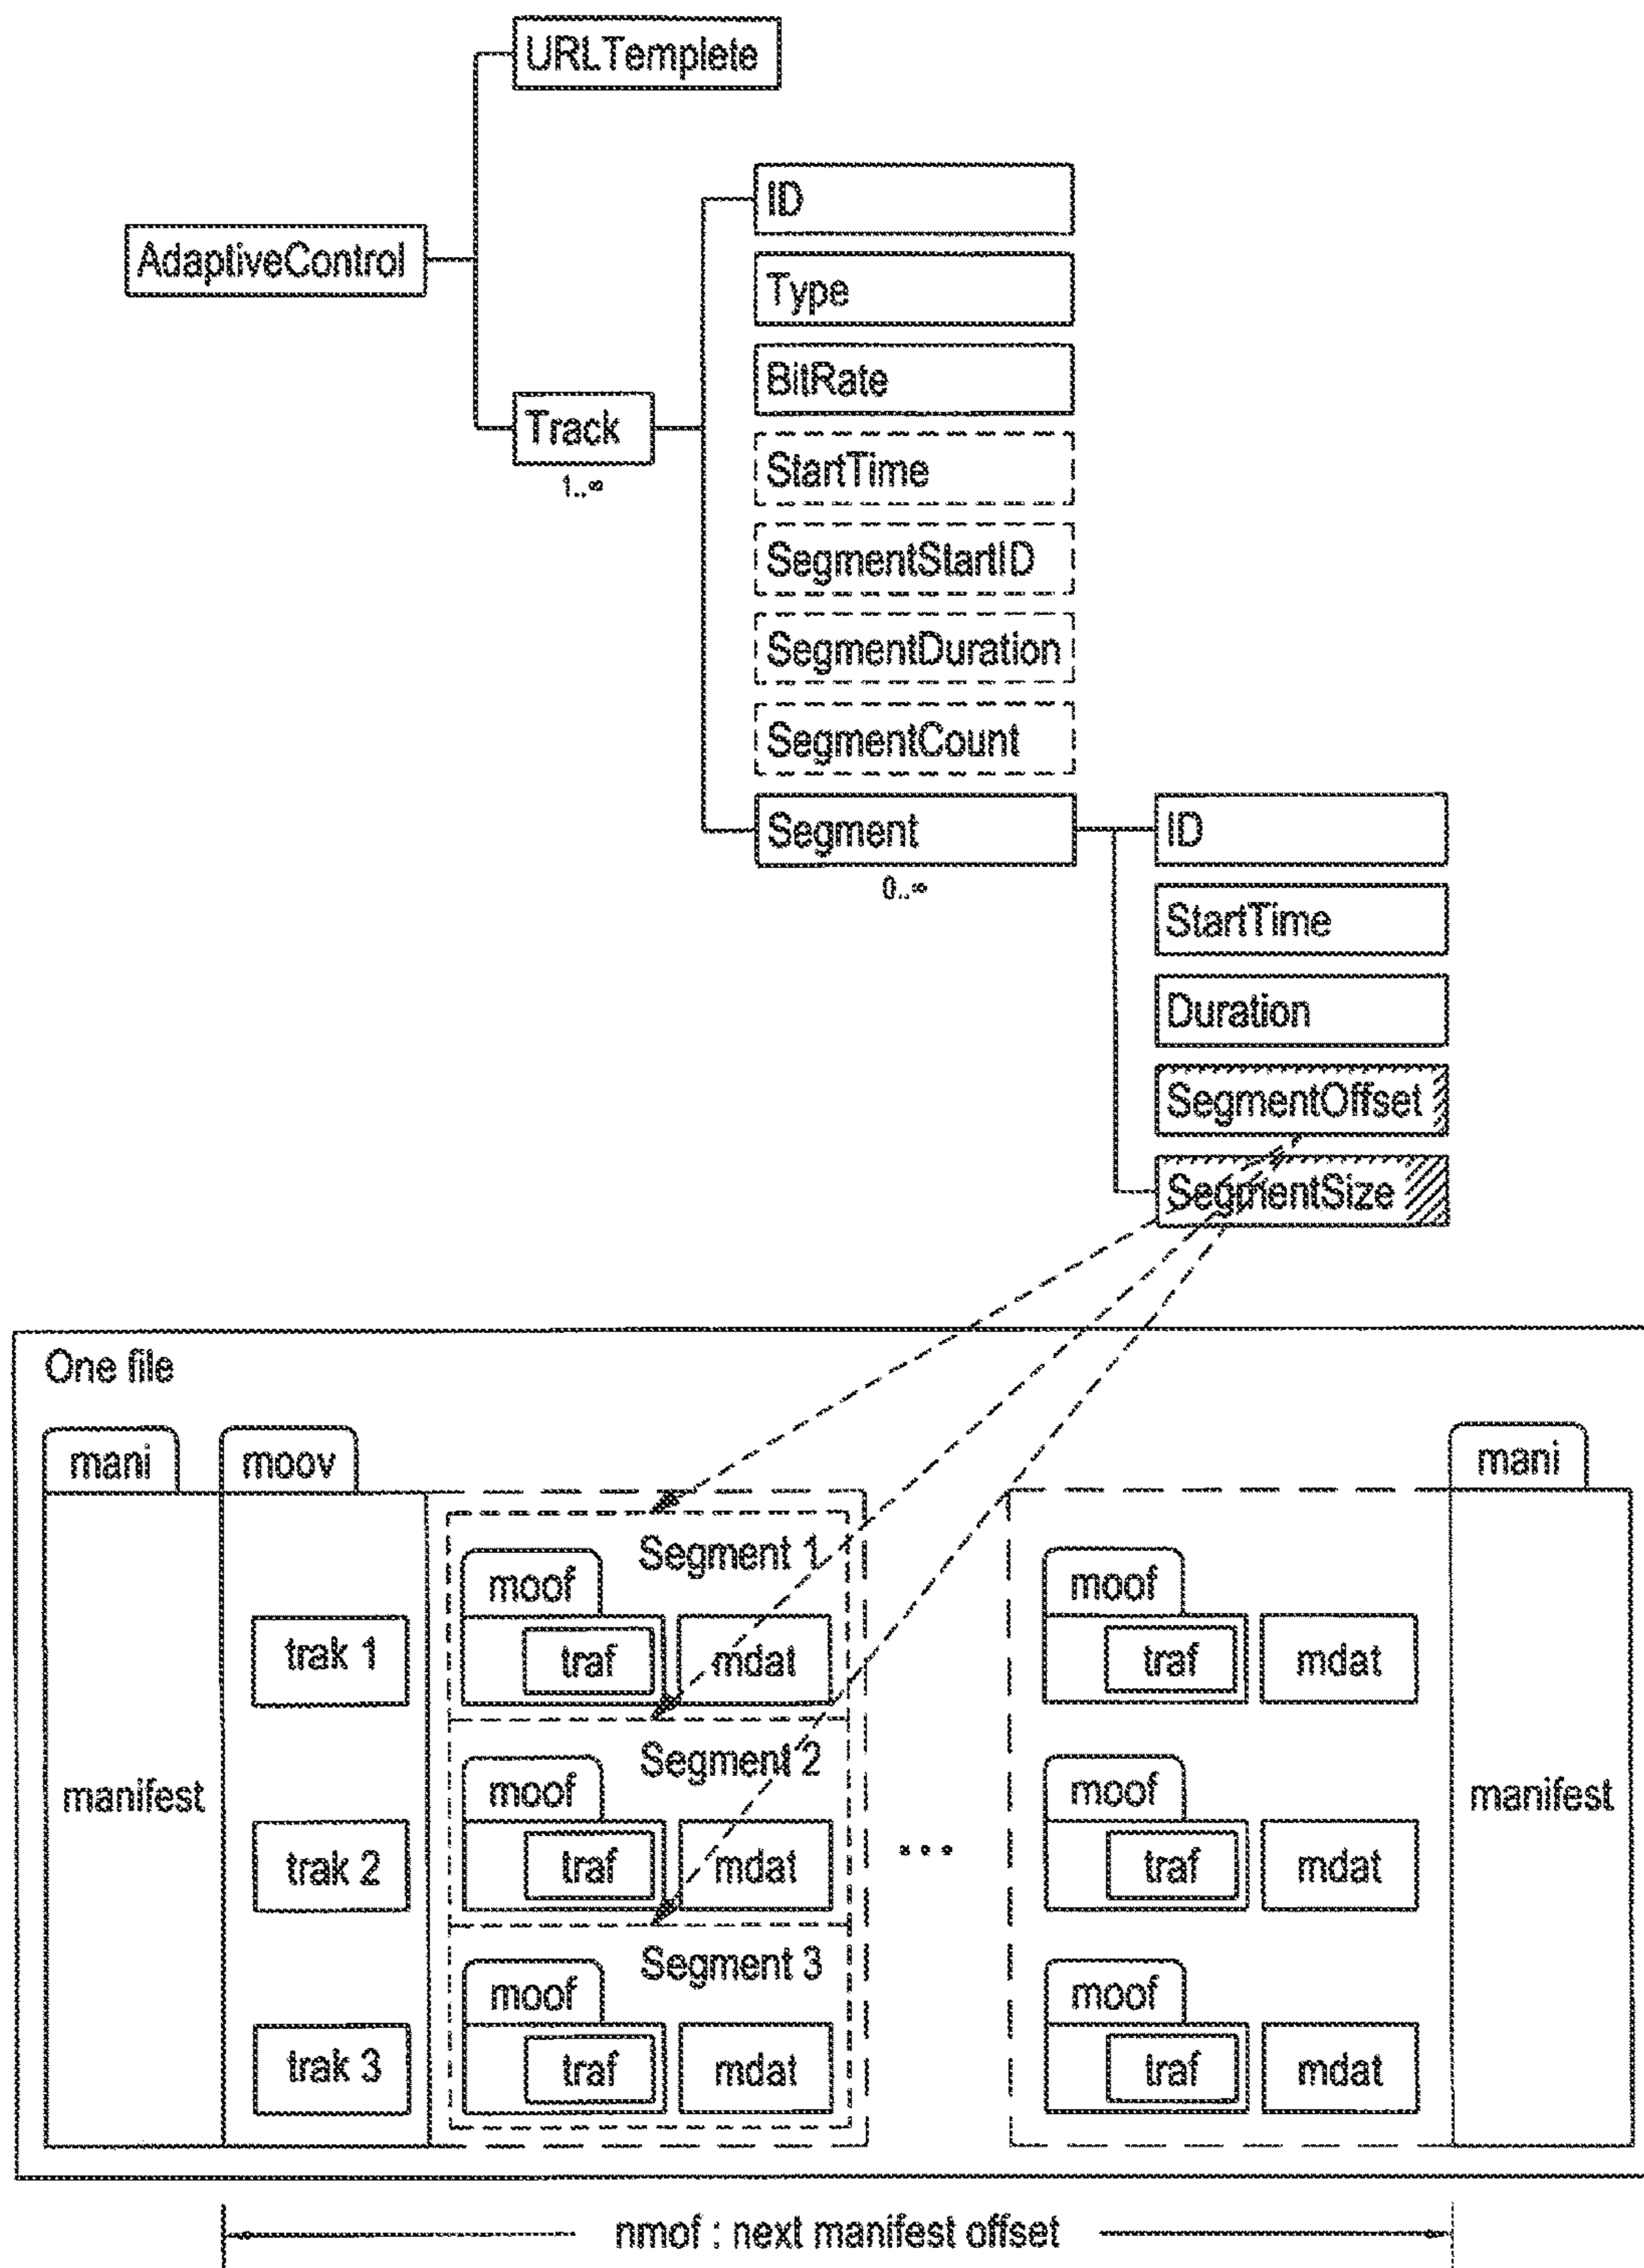 URLTemplete
ID
AdaptiveControl
Type
BitRate
Track
1..∞
StartTime
SegmentStartID
SegmentDuration
SegmentCount
Segment
0..∞
ID
StartTime
Duration
SegmentOffset
SegmentSize
One file
mani
moov
mani
Segment 1
moof
moof
trak 1
traf
mdat
traf
mdat
Segment 2
moof
moof
manifest
manifest
trak 2
traf
mdat
...
traf
mdat
Segment 3
moof
moof
trak 3
traf
mdat
traf
mdat
nmof : next manifest offset